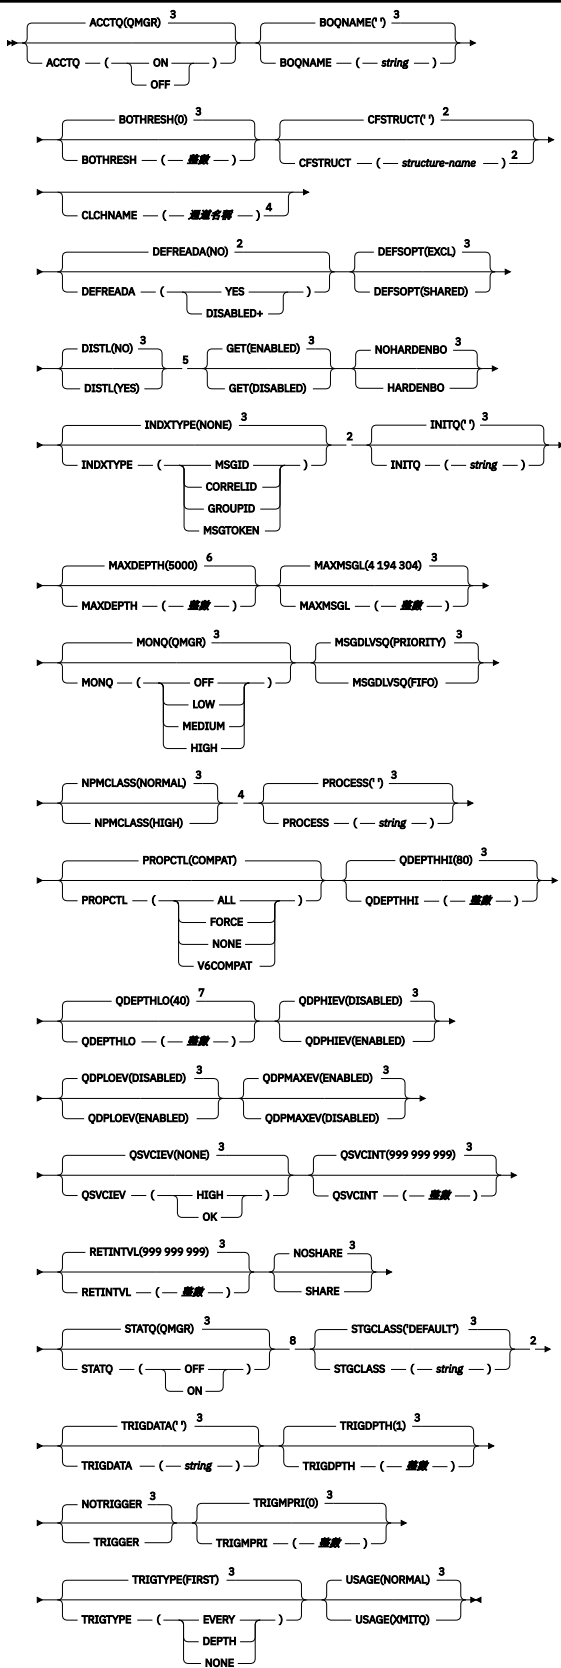 ACCTQ(QMGR) 3 BOQNAME(' ') 3
ACCTQ ( ON ) BOQNAME ( string )
OFF
BOTHRESH(0) 3 CFSTRUCT(' ') 2
BOTHRESH ( 整數 ) CFSTRUCT ( structure-name ) 2
CLCHNAME ( 通道名稱 ) 4
DEFREADA(NO) 2 DEFSOPT(EXCL) 3
DEFREADA ( YES ) DEFSOPT(SHARED)
DISABLED+
DISTL(NO) 3 5 GET(ENABLED) 3 NOHARDENBO 3
DISTL(YES) GET(DISABLED) HARDENBO
INDXTYPE(NONE) 3 2 INITQ(' ') 3
INDXTYPE ( MSGID ) INITQ ( string )
CORRELID
GROUPID
MSGTOKEN
MAXDEPTH(5000) 6 MAXMSGL(4 194 304) 3
MAXDEPTH ( 整數 ) MAXMSGL ( 整數 )
MONQ(QMGR) 3 MSGDLVSQ(PRIORITY) 3
MONQ ( OFF ) MSGDLVSQ(FIFO)
LOW
MEDIUM
HIGH
NPMCLASS(NORMAL) 3 4 PROCESS(' ') 3
NPMCLASS(HIGH) PROCESS ( string )
PROPCTL(COMPAT) QDEPTHHI(80) 3
PROPCTL ( ALL ) QDEPTHHI ( 整數 )
FORCE
NONE
V6COMPAT
QDEPTHLO(40) 7 QDPHIEV(DISABLED) 3
QDEPTHLO ( 整數 ) QDPHIEV(ENABLED)
QDPLOEV(DISABLED) 3 QDPMAXEV(ENABLED) 3
QDPLOEV(ENABLED) QDPMAXEV(DISABLED)
QSVCIEV(NONE) 3 QSVCINT(999 999 999) 3
QSVCIEV ( HIGH ) QSVCINT ( 整數 )
OK
RETINTVL(999 999 999) 3 NOSHARE 3
RETINTVL ( 整數 ) SHARE
STATQ(QMGR) 3 8 STGCLASS('DEFAULT') 3 2
STATQ ( OFF ) STGCLASS ( string )
ON
TRIGDATA(' ') 3 TRIGDPTH(1) 3
TRIGDATA ( string ) TRIGDPTH ( 整數 )
NOTRIGGER 3 TRIGMPRI(0) 3
TRIGGER TRIGMPRI ( 整數 )
TRIGTYPE(FIRST) 3 USAGE(NORMAL) 3
TRIGTYPE ( EVERY ) USAGE(XMITQ)
DEPTH
NONE